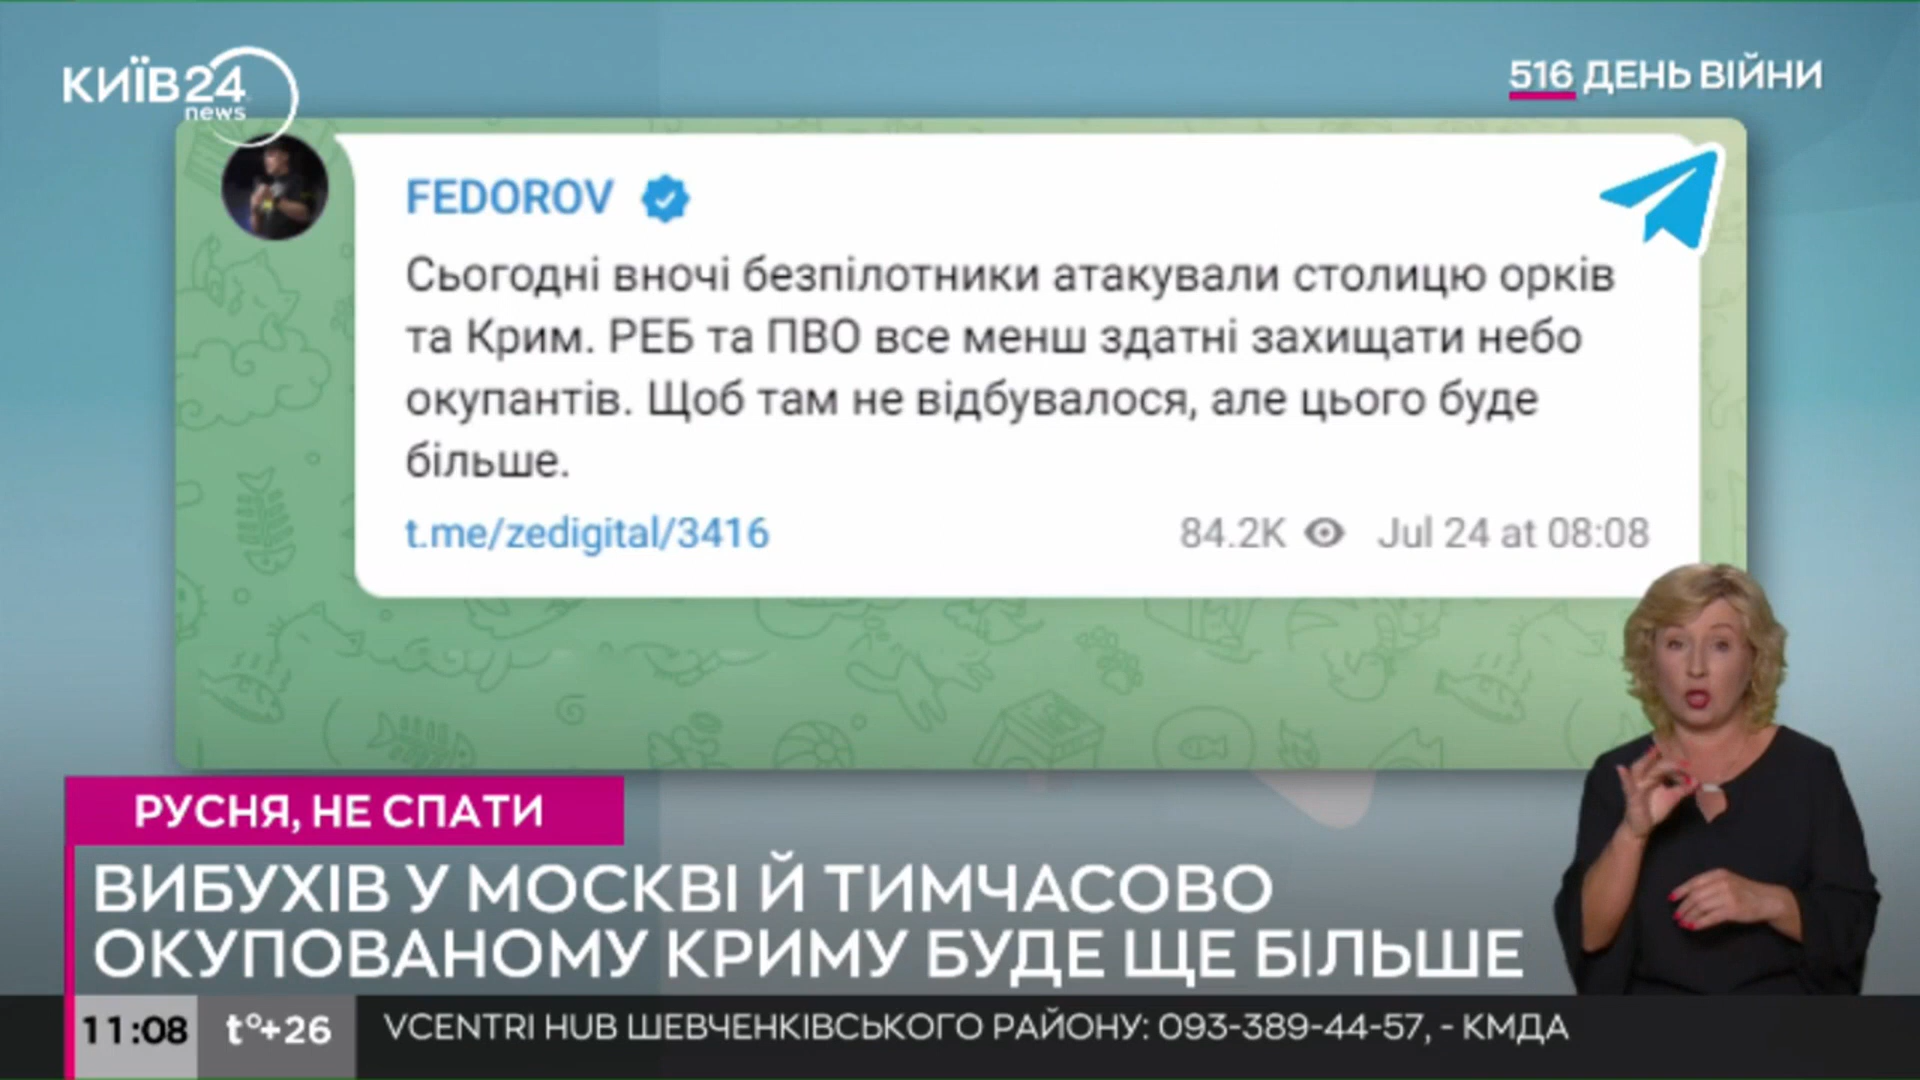 КИЇВ24
news
516 ДЕНЬ ВІЙНИ
FEDOROV
Сьогодні вночі безпілотники атакували столицю орків
та Крим. РЕБ та ПВО все менш здатні захищати небо
окупантів. Щоб там не відбувалося, але цього буде
більше.
t.me/zedigital/3416
84.2K Jul 24 at 08:08
РУСНЯ, НЕ СПАТИ
ВИБУХІВ У МОСКВІ Й ТИМЧАСОВО
ОКУПОВАНОМУ КРИМУ БУДЕ ЩЕ БІЛЬШЕ
11:08 t°+26 VCENTRI HUB ШЕВЧЕНКІВСЬКОГО РАЙОНУ: 093-389-44-57, - КМДА